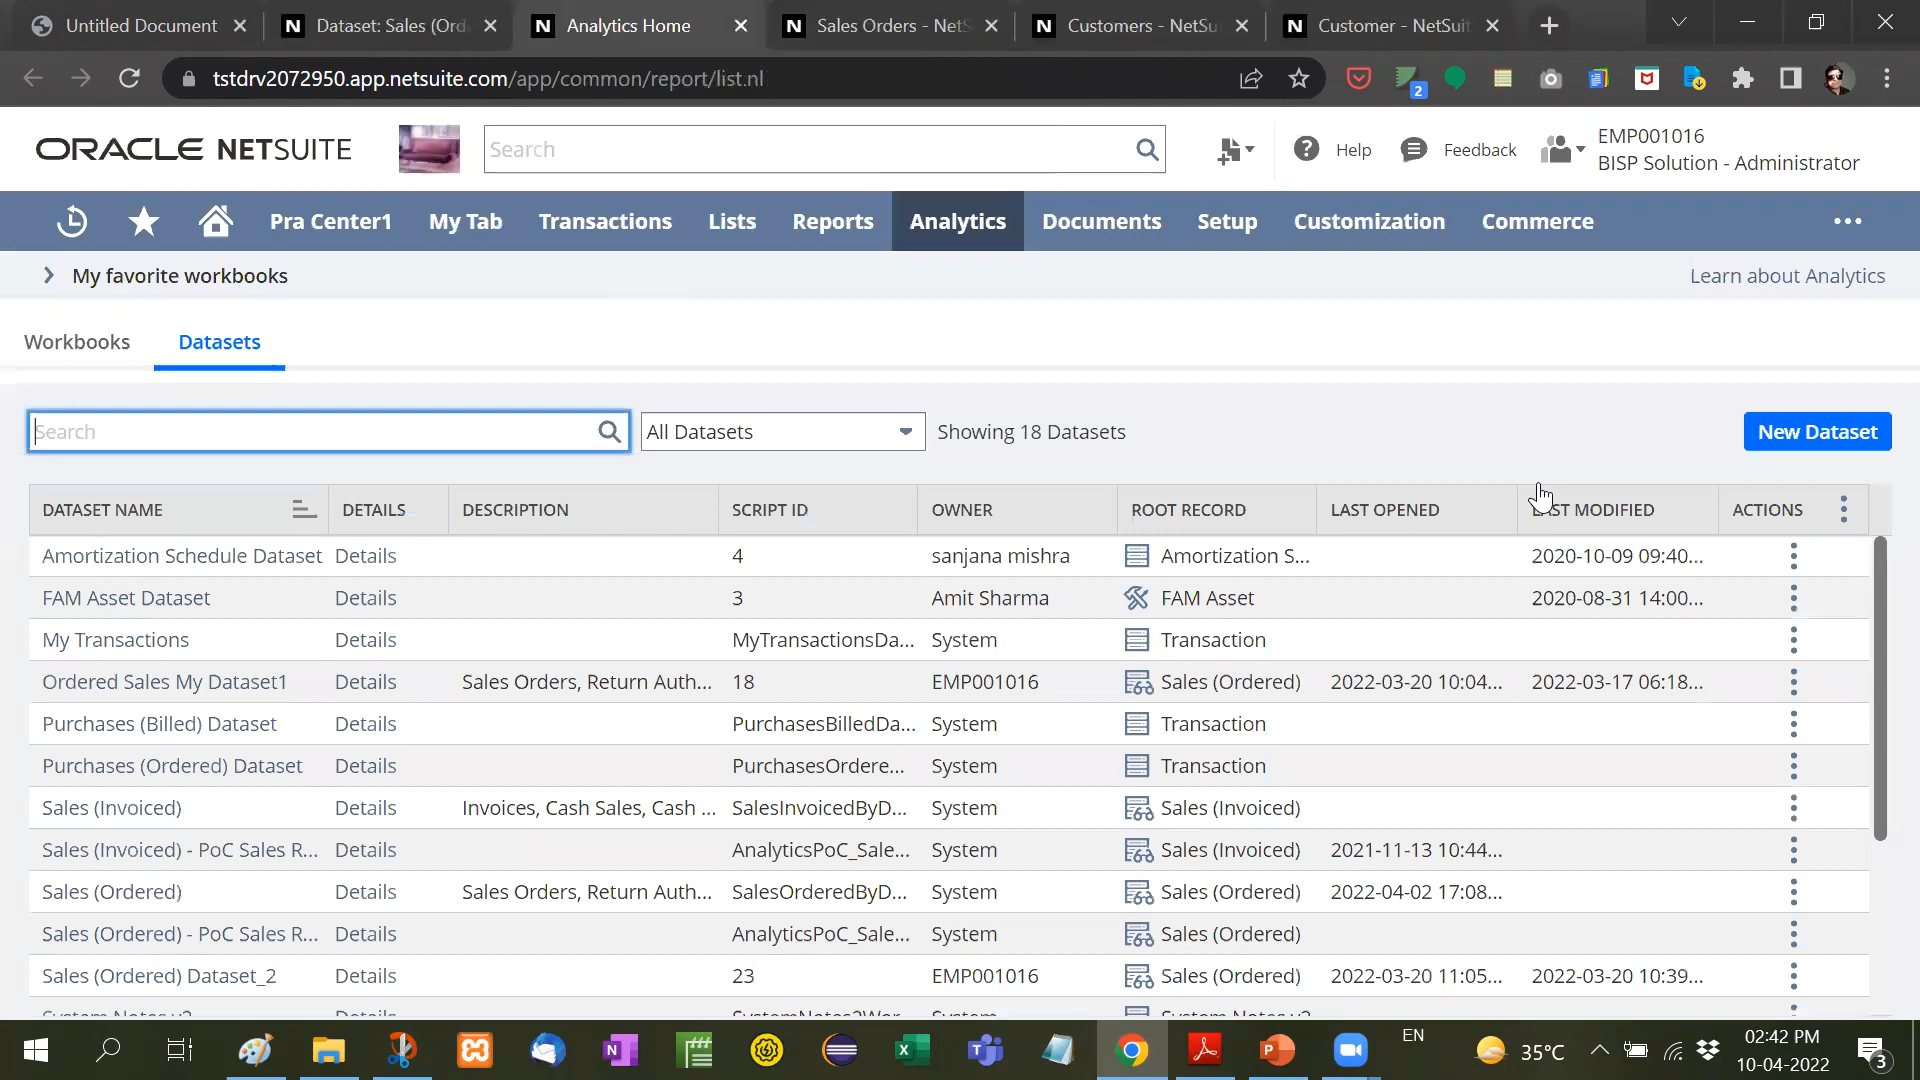 Untitled Document
Dataset: Sales (Ord
Analytics Home
Sales Orders - NetS
Customers - NetSu
Customer - NetSuit
tstdrv2072950.app.netsuite.com/app/common/report/list.nl
2
ORACLE NETSUITE
Search
Help
Feedback
EMP001016
BISP Solution - Administrator
Pra Center1
My Tab
Transactions
Lists
Reports
Analytics
Documents
Setup
Customization
Commerce
My favorite workbooks
Learn about Analytics
Workbooks
Datasets
Search
All Datasets
Showing 18 Datasets
New Dataset
DATASET NAME DETAILS DESCRIPTION SCRIPT ID OWNER ROOT RECORD LAST OPENED LAST MODIFIED ACTIONS
Amortization Schedule Dataset Details 4 sanjana mishra Amortization S... 2020-10-09 09:40...
FAM Asset Dataset Details 3 Amit Sharma FAM Asset 2020-08-31 14:00...
My Transactions Details MyTransactionsDa... System Transaction
Ordered Sales My Dataset1 Details Sales Orders, Return Auth... 18 EMP001016 Sales (Ordered) 2022-03-20 10:04... 2022-03-17 06:18...
Purchases (Billed) Dataset Details PurchasesBilledDa... System Transaction
Purchases (Ordered) Dataset Details PurchasesOrdere... System Transaction
Sales (Invoiced) Details Invoices, Cash Sales, Cash ... SalesInvoicedByD... System Sales (Invoiced)
Sales (Invoiced) - PoC Sales R... Details AnalyticsPoC_Sale... System Sales (Invoiced) 2021-11-13 10:44...
Sales (Ordered) Details Sales Orders, Return Auth... SalesOrderedByD... System Sales (Ordered) 2022-04-02 17:08...
Sales (Ordered) - PoC Sales R... Details AnalyticsPoC_Sale... System Sales (Ordered)
Sales (Ordered) Dataset_2 Details 23 EMP001016 Sales (Ordered) 2022-03-20 11:05... 2022-03-20 10:39...
EN
35°C
02:42 PM
10-04-2022
3